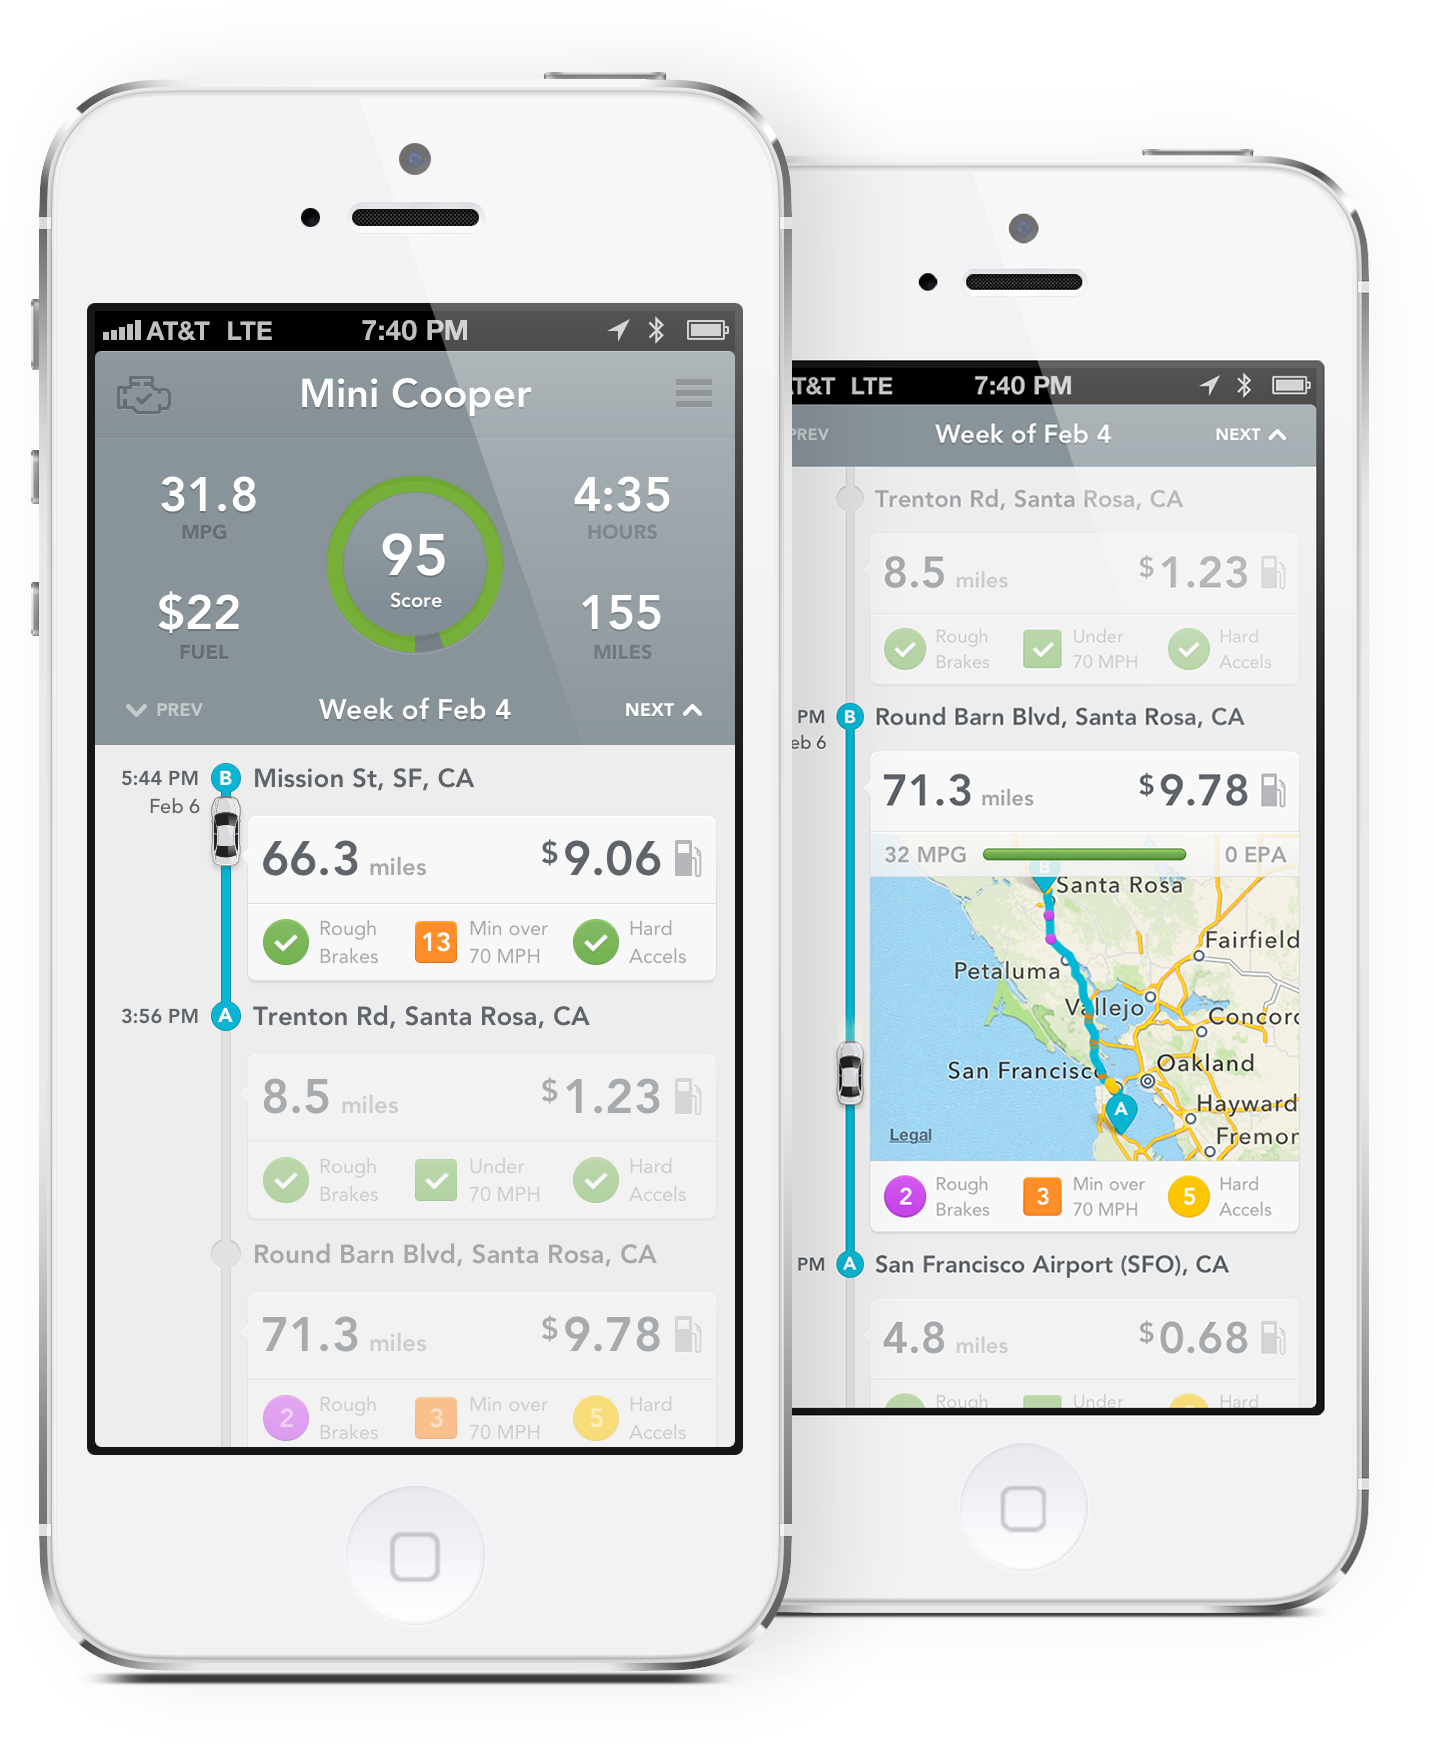 AT&T LTE 7:40 PM
Mini Cooper
31.8 4:35
MPG HOURS
95
Score
$22 155
FUEL MILES
PREV Week of Feb 4 NEXT
5:44 PM B Mission St, SF, CA
Feb 6
66.3 miles $9.06
Rough Brakes 13 Min over 70 MPH Hard Accels
3:56 PM A Trenton Rd, Santa Rosa, CA
8.5 miles $1.23
Rough Brakes Under 70 MPH Hard Accels
Round Barn Blvd, Santa Rosa, CA
71.3 miles $9.78
2 Rough Brakes 3 Min over 70 MPH 5 Hard Accels
T&T LTE 7:40 PM
PREV Week of Feb 4 NEXT
Trenton Rd, Santa Rosa, CA
8.5 miles $1.23
Rough Brakes Under 70 MPH Hard Accels
PM B Round Barn Blvd, Santa Rosa, CA
eb 6
71.3 miles $9.78
32 MPG 0 EPA
B
Santa Rosa
Fairfield
Petaluma
Vallejo
Concord
San Francisco
Oakland
A
Hayward
Fremon
Legal
2 Rough Brakes 3 Min over 70 MPH 5 Hard Accels
PM A San Francisco Airport (SFO), CA
4.8 miles $0.68
Rough Under Hard